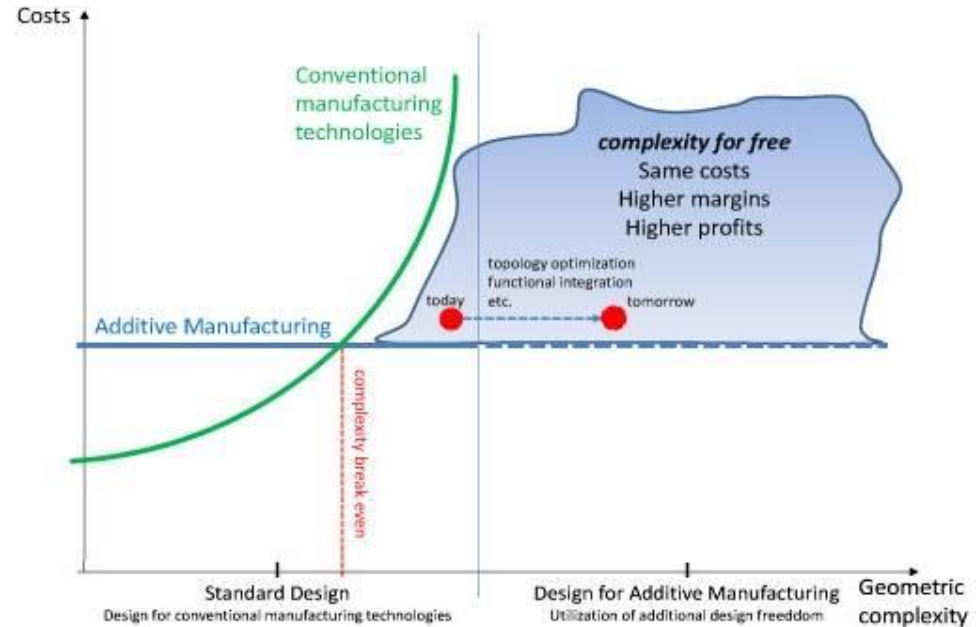 Costs
Conventional
manufacturing
technologies
complexity for free
Same costs
Higher margins
Higher profits
topology optimization
functional integration
etc.
today
tomorrow
Additive Manufacturing
complexity break even
Standard Design
Design for conventional manufacturing technologies
Design for Additive Manufacturing
Utilization of additional design freeddom
Geometric
complexity